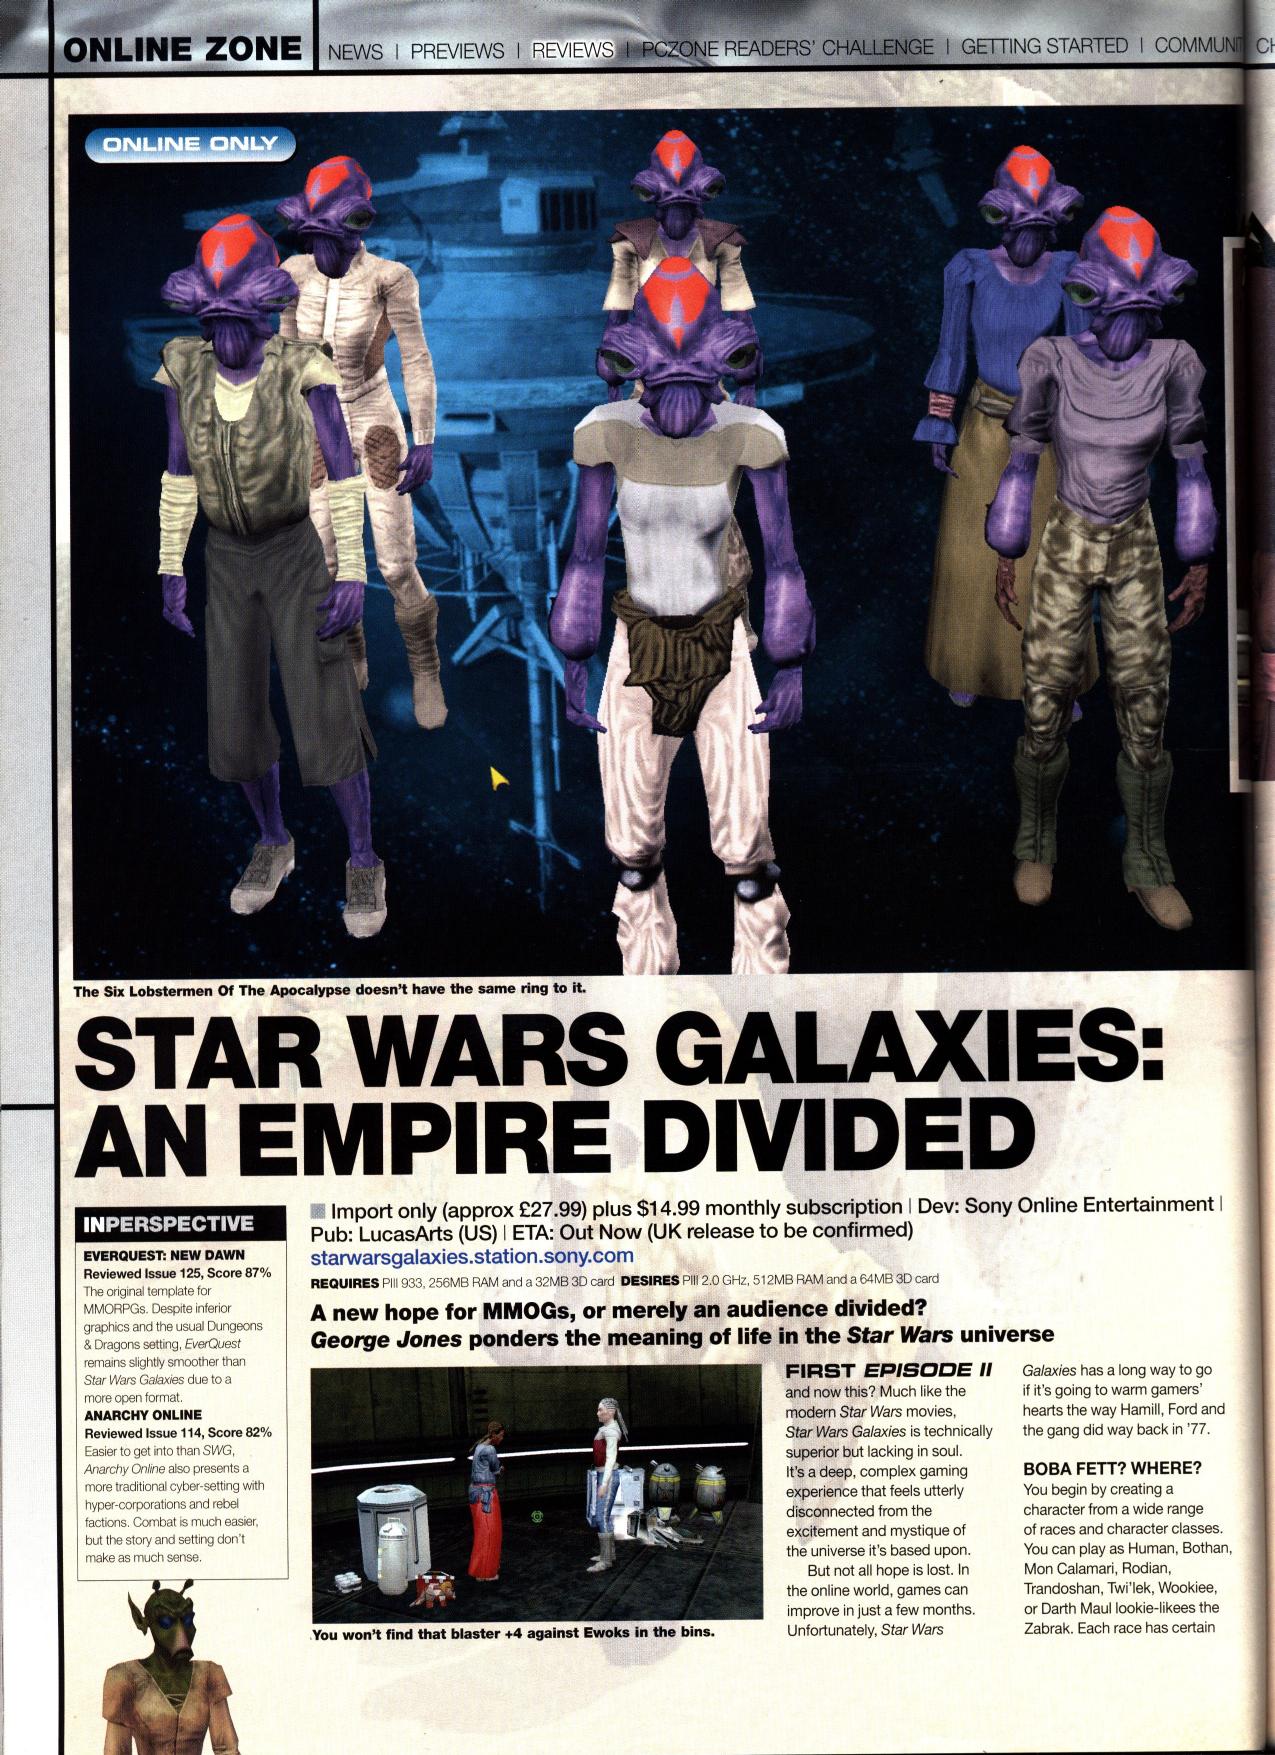 ONLINE ZONE
NEWS | PREVIEWS | REVIEWS | PCZONE READERS' CHALLENGE | GETTING STARTED |
ONLINE ONLY
The Six Lobstermen Of The Apocalypse doesn't have the same ring to it.
STAR WARS GALAXIES:
AN EMPIRE DIVIDED
INPERSPECTIVE
EVERQUEST: NEW DAWN
Reviewed Issue 125, Score 87%
The original template for
MMORPGs. Despite inferior
graphics and the usual Dungeons
& Dragons setting, EverQuest
remains slightly smoother than
Star Wars Galaxies due to a
more open format.
ANARCHY ONLINE
Reviewed Issue 114, Score 82%
Easier to get into than SWG,
Anarchy Online also presents a
more traditional cyber-setting with
hyper-corporations and rebel
factions. Combat is much easier,
but the story and setting don't
make as much sense.
Import only (approx £27.99) plus $14.99 monthly subscription | Dev: Sony Online Entertainment |
Pub: LucasArts (US) | ETA: Out Now (UK release to be confirmed)
starwarsgalaxies.station.sony.com
REQUIRES PIII 933, 256MB RAM and a 32MB 3D card DESIRES PIII 2.0 GHz, 512MB RAM and a 64MB 3D card
A new hope for MMOGs, or merely an audience divided?
George Jones ponders the meaning of life in the Star Wars universe
You won't find that blaster +4 against Ewoks in the bins.
FIRST EPISODE II
and now this? Much like the
modern Star Wars movies,
Star Wars Galaxies is technically
superior but lacking in soul.
It's a deep, complex gaming
experience that feels utterly
disconnected from the
excitement and mystique of
the universe it's based upon.
But not all hope is lost. In
the online world, games can
improve in just a few months.
Unfortunately, Star Wars
Galaxies has a long way to go
if it's going to warm gamers'
hearts the way Hamill, Ford and
the gang did way back in '77.
BOBA FETT? WHERE?
You begin by creating a
character from a wide range
of races and character classes.
You can play as Human, Bothan,
Mon Calamari, Rodian,
Trandoshan, Twi'lek, Wookiee,
or Darth Maul lookie-likees the
Zabrak. Each race has certain